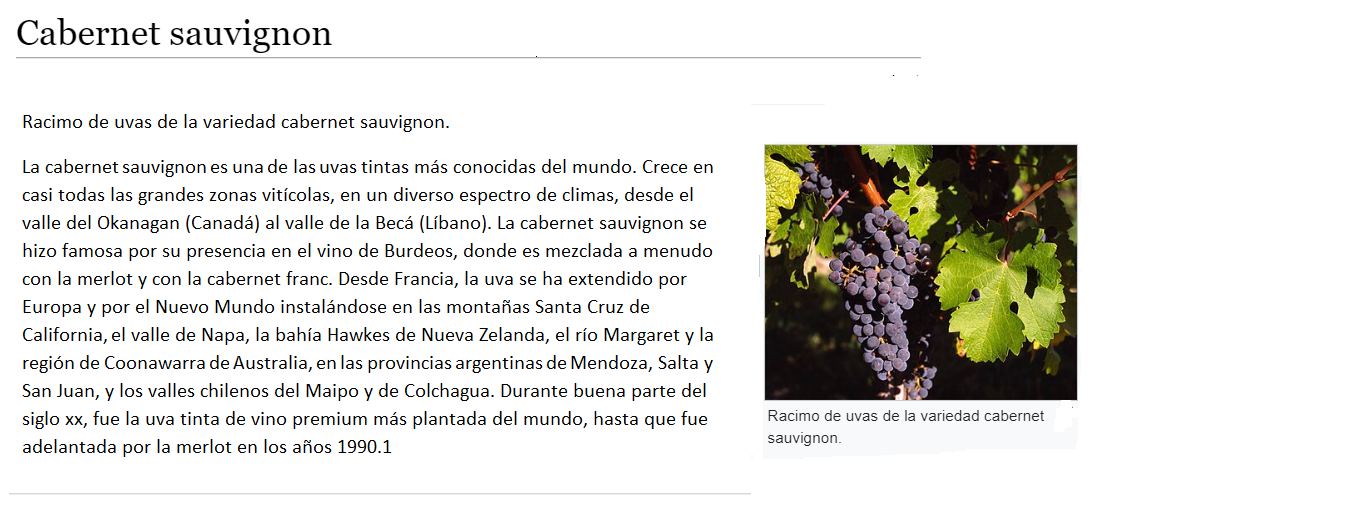 Cabernet sauvignon
Racimo de uvas de la variedad cabernet sauvignon.
La cabernet sauvignon es una de las uvas tintas más conocidas del mundo. Crece en
casi todas las grandes zonas vitícolas, en un diverso espectro de climas, desde el
valle del Okanagan (Canadá) al valle de la Becá (Líbano). La cabernet sauvignon se
hizo famosa por su presencia en el vino de Burdeos, donde es mezclada a menudo
con la merlot y con la cabernet franc. Desde Francia, la uva se ha extendido por
Europa y por el Nuevo Mundo instalándose en las montañas Santa Cruz de
California, el valle de Napa, la bahía Hawkes de Nueva Zelanda, el río Margaret y la
región de Coonawarra de Australia, en las provincias argentinas de Mendoza, Salta y
San Juan, y los valles chilenos del Maipo y de Colchagua. Durante buena parte del
siglo xx, fue la uva tinta de vino premium más plantada del mundo, hasta que fue
adelantada por la merlot en los años 1990.1
Racimo de uvas de la variedad cabernet
sauvignon.